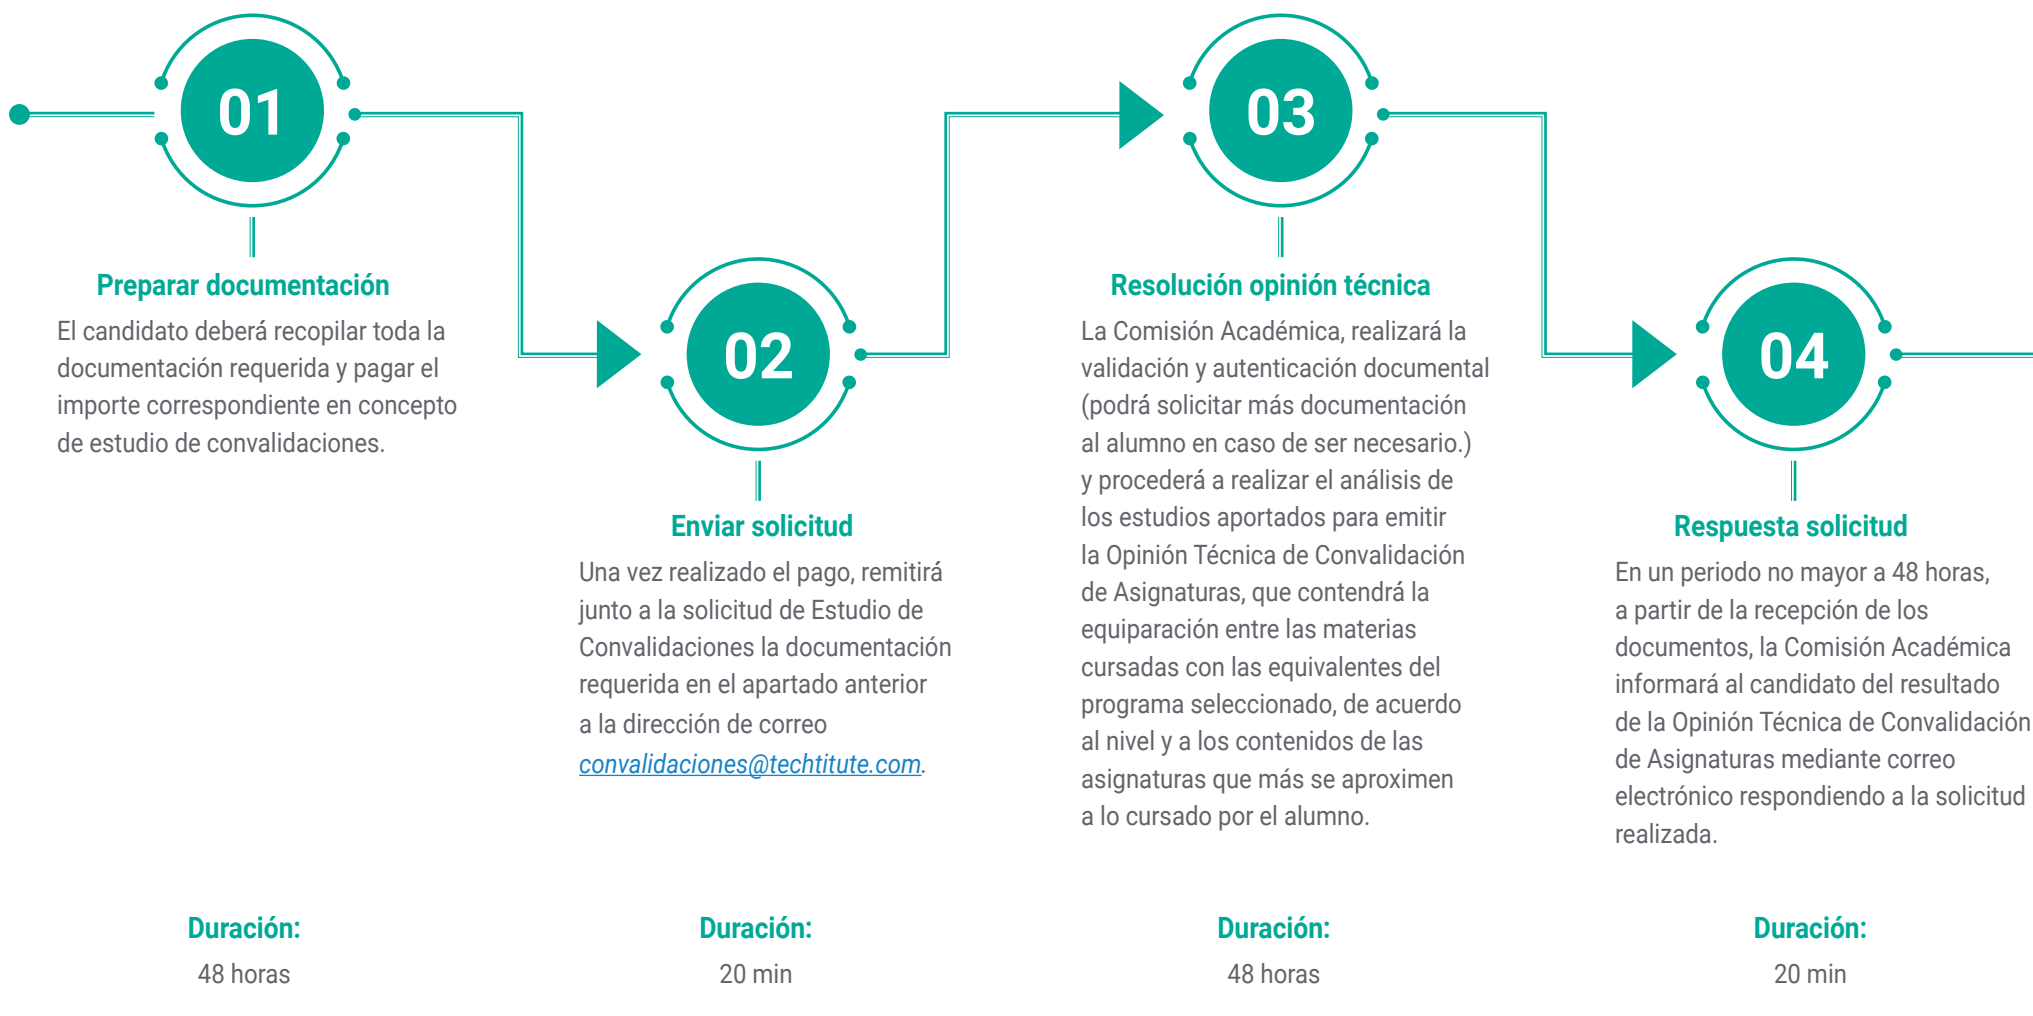 01
Preparar documentación
El candidato deberá recopilar toda la
documentación requerida y pagar el
importe correspondiente en concepto
de estudio de convalidaciones.
Duración:
48 horas
02
Enviar solicitud
Una vez realizado el pago, remitirá
junto a la solicitud de Estudio de
Convalidaciones la documentación
requerida en el apartado anterior
a la dirección de correo
convalidaciones@techtitute.com.
Duración:
20 min
03
Resolución opinión técnica
La Comisión Académica, realizará la
validación y autenticación documental
(podrá solicitar más documentación
al alumno en caso de ser necesario.)
y procederá a realizar el análisis de
los estudios aportados para emitir
la Opinión Técnica de Convalidación
de Asignaturas, que contendrá la
equiparación entre las materias
cursadas con las equivalentes del
programa seleccionado, de acuerdo
al nivel y a los contenidos de las
asignaturas que más se aproximen
a lo cursado por el alumno.
Duración:
48 horas
04
Respuesta solicitud
En un periodo no mayor a 48 horas,
a partir de la recepción de los
documentos, la Comisión Académica
informará al candidato del resultado
de la Opinión Técnica de Convalidación
de Asignaturas mediante correo
electrónico respondiendo a la solicitud
realizada.
Duración:
20 min